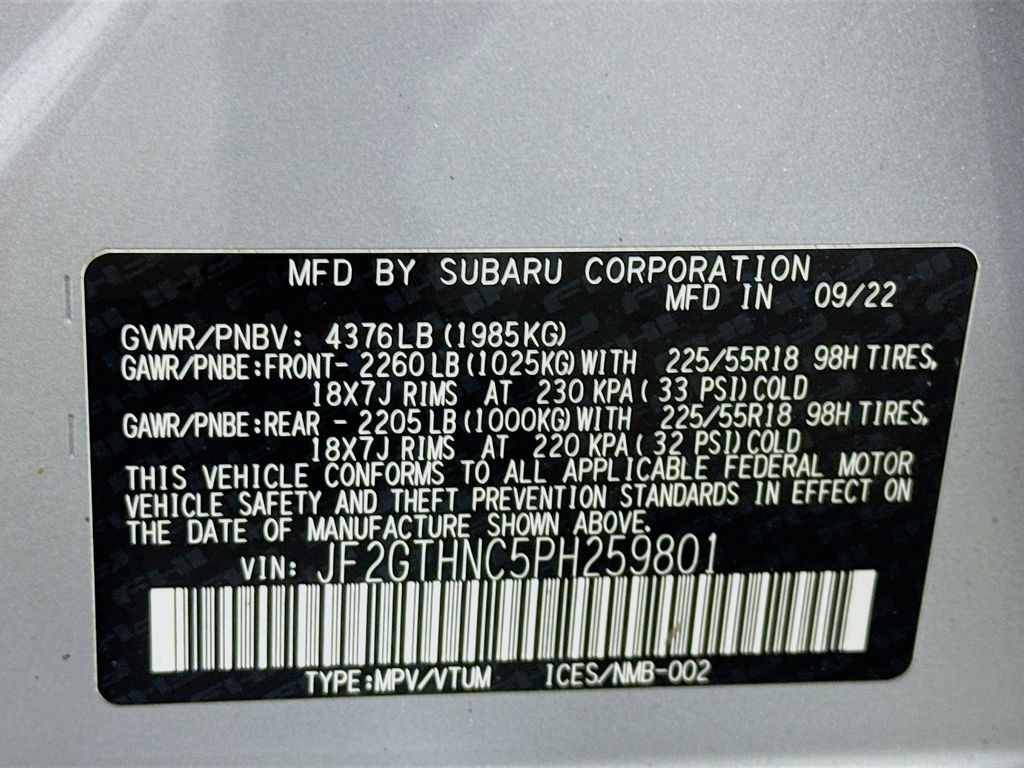 MFD BY SUBARU CORPORATION
MFD IN 09/22
GVWR/PNBV: 4376LB (1985KG)
GAWR/PNBE:FRONT- 2260 LB (1025KG) WITH 225/55R18 98H TIRES,
18X7J RIMS AT 230 KPA ( 33 PSI) COLD
GAWR/PNBE:REAR - 2205 LB (1000KG) WITH 225/55R18 98H TIRES,
18X7J RIMS AT 220 KPA ( 32 PSI) COLD
THIS VEHICLE CONFORMS TO ALL APPLICABLE FEDERAL MOTOR
VEHICLE SAFETY AND THEFT PREVENTION STANDARDS IN EFFECT ON
THE DATE OF MANUFACTURE SHOWN ABOVE.
VIN: JF2GTHNC5PH259801
TYPE:MPV/VTUM ICES/NMB-002